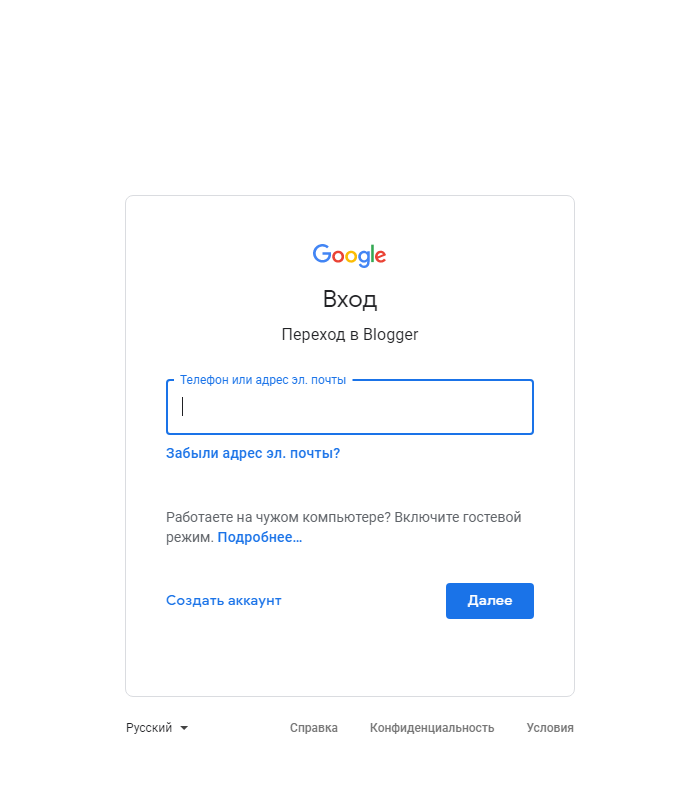 Google
Вход
Переход в Blogger
Телефон или адрес эл. почты
Забыли адрес эл. почты?
Работаете на чужом компьютере? Включите гостевой
режим. Подробнее…
Создать аккаунт Далее
Русский Справка Конфиденциальность Условия